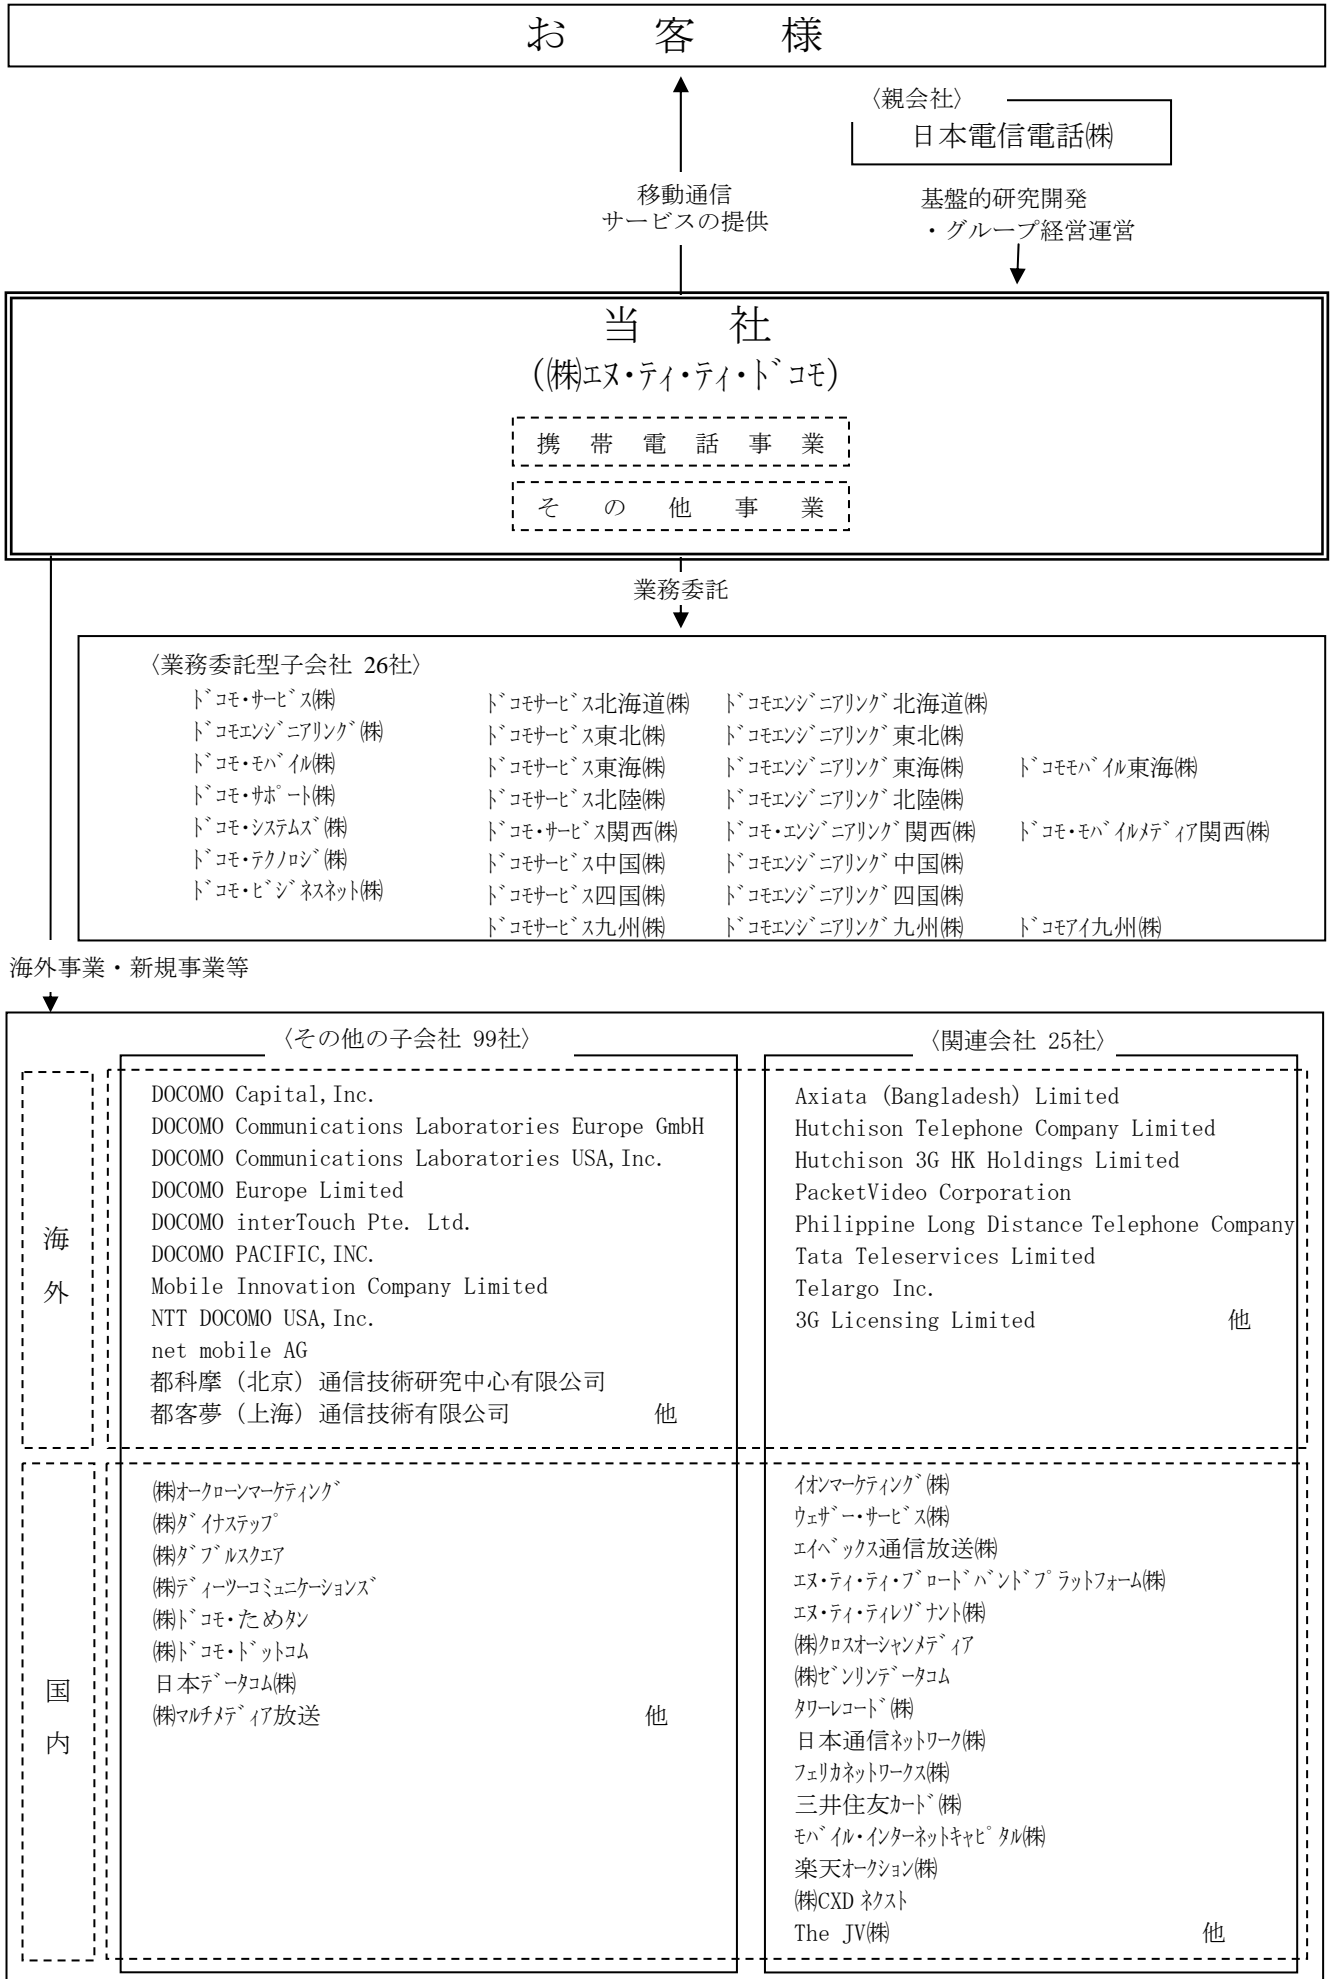 お客様
〈親会社〉
日本電信電話㈱
移動通信
サービスの提供
基盤的研究開発
・グループ経営運営
当社
(㈱ｴﾇ・ﾃｨ・ﾃｨ・ﾄﾞｺﾓ)
携帯電話事業
その他事業
業務委託
〈業務委託型子会社 26社〉
ﾄﾞｺﾓ・ｻｰﾋﾞｽ㈱
ﾄﾞｺﾓｴﾝｼﾞﾆｱﾘﾝｸﾞ㈱
ﾄﾞｺﾓ・ﾓﾊﾞｲﾙ㈱
ﾄﾞｺﾓ・ｻﾎﾟｰﾄ㈱
ﾄﾞｺﾓ・ｼｽﾃﾑｽﾞ㈱
ﾄﾞｺﾓ・ﾃｸﾉﾛｼﾞ㈱
ﾄﾞｺﾓ・ﾋﾞｼﾞﾈｽﾈｯﾄ㈱
ﾄﾞｺﾓｻｰﾋﾞｽ北海道㈱
ﾄﾞｺﾓｻｰﾋﾞｽ東北㈱
ﾄﾞｺﾓｻｰﾋﾞｽ東海㈱
ﾄﾞｺﾓｻｰﾋﾞｽ北陸㈱
ﾄﾞｺﾓ・ｻｰﾋﾞｽ関西㈱
ﾄﾞｺﾓｻｰﾋﾞｽ中国㈱
ﾄﾞｺﾓｻｰﾋﾞｽ四国㈱
ﾄﾞｺﾓｻｰﾋﾞｽ九州㈱
ﾄﾞｺﾓｴﾝｼﾞﾆｱﾘﾝｸﾞ北海道㈱
ﾄﾞｺﾓｴﾝｼﾞﾆｱﾘﾝｸﾞ東北㈱
ﾄﾞｺﾓｴﾝｼﾞﾆｱﾘﾝｸﾞ東海㈱
ﾄﾞｺﾓｴﾝｼﾞﾆｱﾘﾝｸﾞ北陸㈱
ﾄﾞｺﾓ・ｴﾝｼﾞﾆｱﾘﾝｸﾞ関西㈱
ﾄﾞｺﾓｴﾝｼﾞﾆｱﾘﾝｸﾞ中国㈱
ﾄﾞｺﾓｴﾝｼﾞﾆｱﾘﾝｸﾞ四国㈱
ﾄﾞｺﾓｴﾝｼﾞﾆｱﾘﾝｸﾞ九州㈱
ﾄﾞｺﾓﾓﾊﾞｲﾙ東海㈱
ﾄﾞｺﾓ・ﾓﾊﾞｲﾙﾒﾃﾞｨｱ関西㈱
ﾄﾞｺﾓｱｲ九州㈱
海外事業・新規事業等
〈その他の子会社 99社〉
〈関連会社 25社〉
海外
DOCOMO Capital,Inc.
DOCOMO Communications Laboratories Europe GmbH
DOCOMO Communications Laboratories USA,Inc.
DOCOMO Europe Limited
DOCOMO interTouch Pte. Ltd.
DOCOMO PACIFIC,INC.
Mobile Innovation Company Limited
NTT DOCOMO USA,Inc.
net mobile AG
都科摩（北京）通信技術研究中心有限公司
都客夢（上海）通信技術有限公司 他
Axiata (Bangladesh) Limited
Hutchison Telephone Company Limited
Hutchison 3G HK Holdings Limited
PacketVideo Corporation
Philippine Long Distance Telephone Company
Tata Teleservices Limited
Telargo Inc.
3G Licensing Limited 他
国内
㈱ｵｰｸﾛｰﾝﾏｰｹﾃｨﾝｸﾞ
㈱ﾀﾞｲﾅｽﾃｯﾌﾟ
㈱ﾀﾞﾌﾞﾙｽｸｴｱ
㈱ﾃﾞｨｰﾂｰｺﾐｭﾆｹｰｼｮﾝｽﾞ
㈱ﾄﾞｺﾓ・ためﾀﾝ
㈱ﾄﾞｺﾓ・ﾄﾞｯﾄｺﾑ
日本ﾃﾞｰﾀｺﾑ㈱
㈱ﾏﾙﾁﾒﾃﾞｨｱ放送 他
ｲｵﾝﾏｰｹﾃｨﾝｸﾞ㈱
ｳｪｻﾞｰ・ｻｰﾋﾞｽ㈱
ｴｲﾍﾞｯｸｽ通信放送㈱
ｴﾇ・ﾃｨ・ﾃｨ・ﾌﾞﾛｰﾄﾞﾊﾞﾝﾄﾞﾌﾟﾗｯﾄﾌｫｰﾑ㈱
ｴﾇ・ﾃｨ・ﾃｨﾚｿﾞﾅﾝﾄ㈱
㈱ｸﾛｽｵｰｼｬﾝﾒﾃﾞｨｱ
㈱ｾﾞﾝﾘﾝﾃﾞｰﾀｺﾑ
ﾀﾜｰﾚｺｰﾄﾞ㈱
日本通信ﾈｯﾄﾜｰｸ㈱
ﾌｪﾘｶﾈｯﾄﾜｰｸｽ㈱
三井住友ｶｰﾄﾞ㈱
ﾓﾊﾞｲﾙ・ｲﾝﾀｰﾈｯﾄｷｬﾋﾟﾀﾙ㈱
楽天ｵｰｸｼｮﾝ㈱
㈱CXDﾈｸｽﾄ
The JV㈱ 他